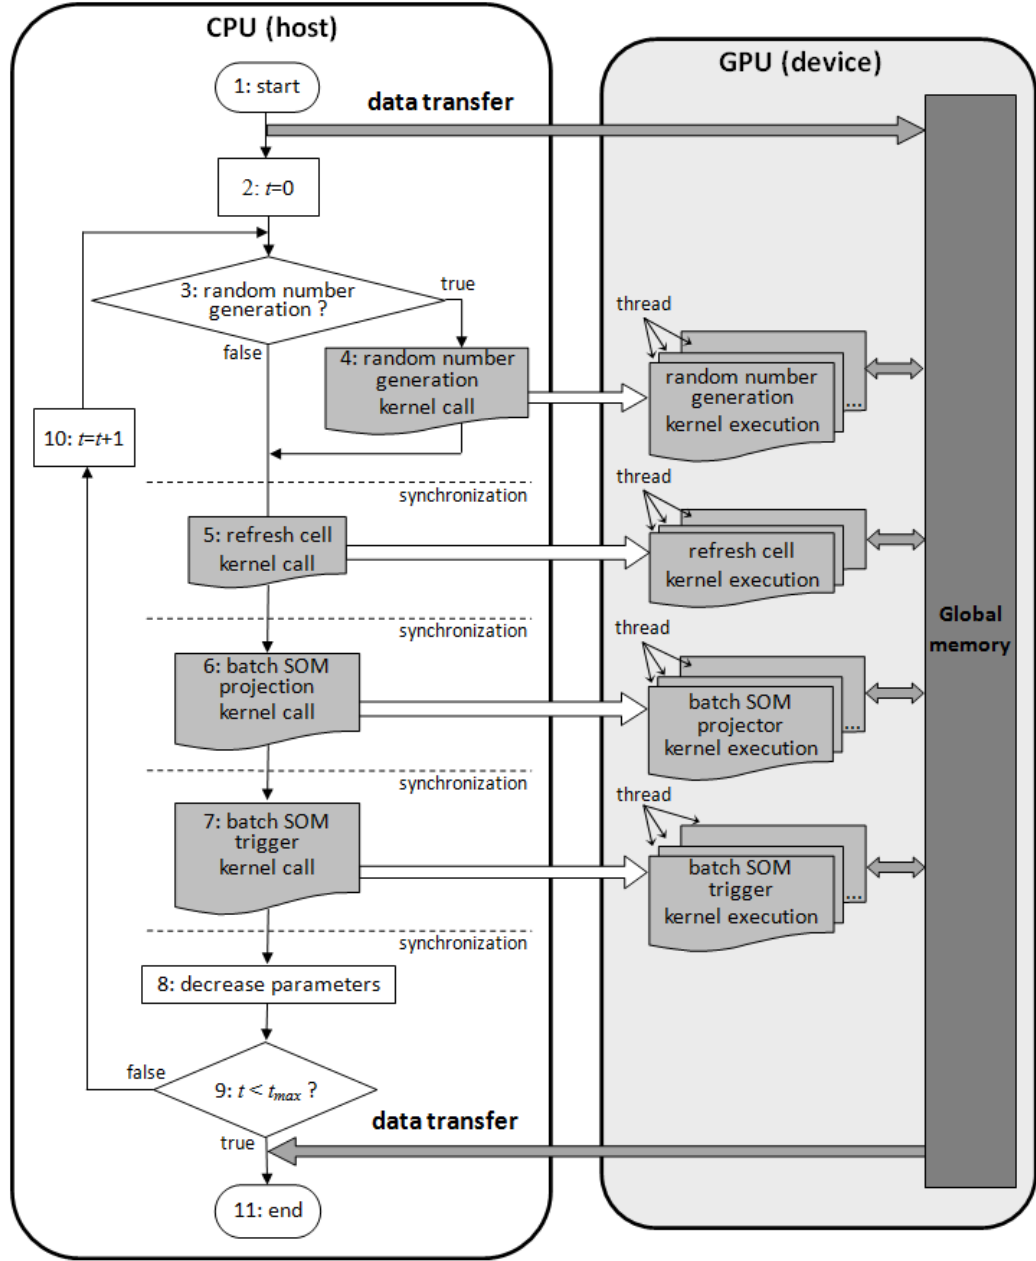 CPU (host)
GPU (device)
1: start
data transfer
2: t=0
3: random number
generation ?
true
false
4: random number
generation
kernel call
thread
random number
generation
kernel execution
...
10: t=t+1
synchronization
thread
5: refresh cell
kernel call
refresh cell
kernel execution
Global
memory
synchronization
thread
6: batch SOM
projection
kernel call
batch SOM
projector
kernel execution
...
synchronization
thread
7: batch SOM
trigger
kernel call
batch SOM
trigger
kernel execution
...
synchronization
8: decrease parameters
false
9: t < tmax ?
true
data transfer
11: end